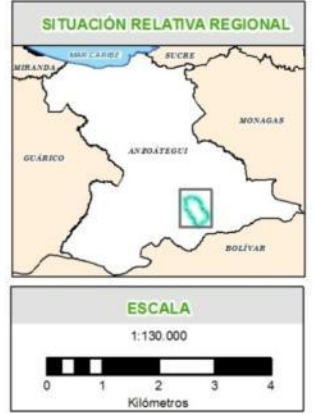 SITUACIÓN RELATIVA REGIONAL
MAR CARIBE
SUCRE
MIRANDA
MONAGAS
ANZOÁTEGUI
GUÁRICO
BOLÍVAR
ESCALA
1:130.000
0 1 2 3 4
Kilómetros